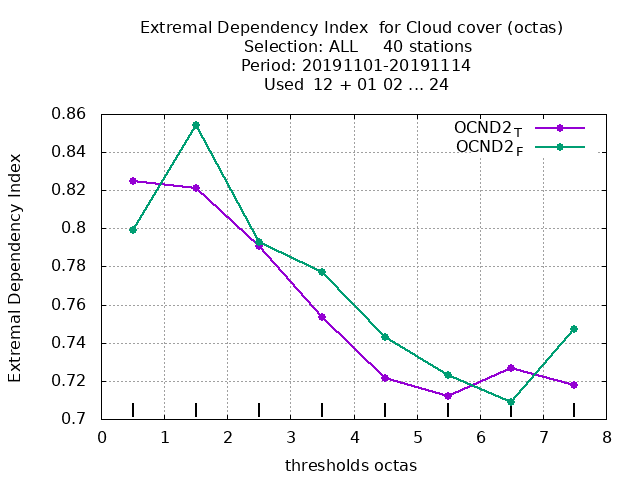 Extremal Dependency Index  for Cloud cover (octas)
Selection: ALL     40 stations
Period: 20191101-20191114
Used  12 + 01 02 ... 24
OCND2T
OCND2F
Extremal Dependency Index
0.86
0.84
0.82
0.8
0.78
0.76
0.74
0.72
0.7
0 1 2 3 4 5 6 7 8
thresholds octas